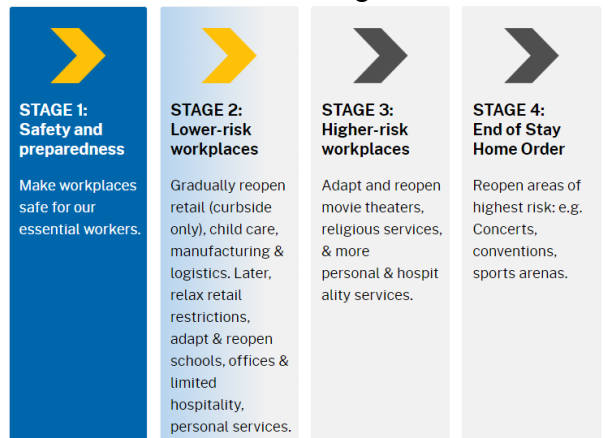 STAGE 1:
Safety and
preparedness
Make workplaces
safe for our
essential workers.
STAGE 2:
Lower-risk
workplaces
Gradually reopen
retail (curbside
only), child care,
manufacturing &
logistics. Later,
relax retail
restrictions,
adapt & reopen
schools, offices &
limited
hospitality,
personal services.
STAGE 3:
Higher-risk
workplaces
Adapt and reopen
movie theaters,
religious services,
& more
personal & hospit
ality services.
STAGE 4:
End of Stay
Home Order
Reopen areas of
highest risk: e.g.
Concerts,
conventions,
sports arenas.